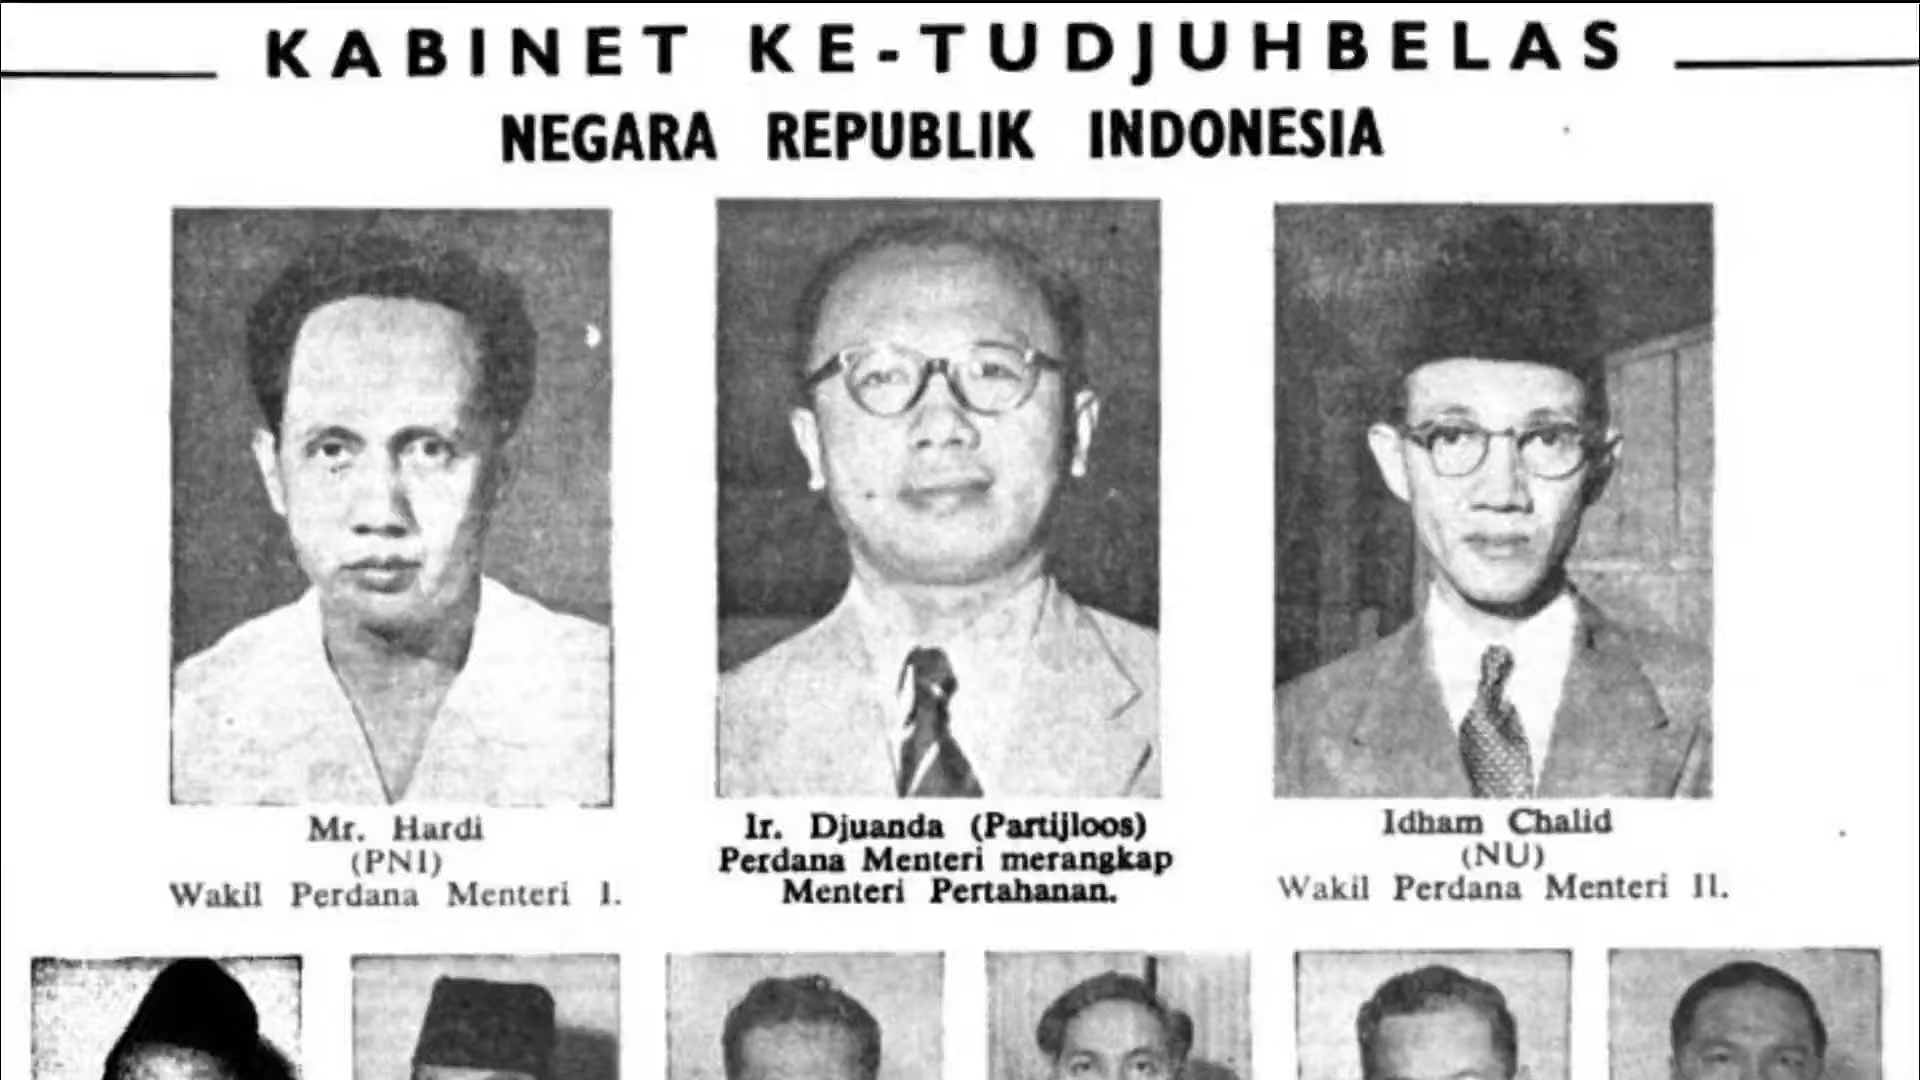 KABINET KE-TUDJUHBELAS
NEGARA REPUBLIK INDONESIA
Mr. Hardi
(PNI)
Wakil Perdana Menteri I.
Ir. Djuanda (Partijloos)
Perdana Menteri merangkap
Menteri Pertahanan.
Idham Chalid
(NU)
Wakil Perdana Menteri II.